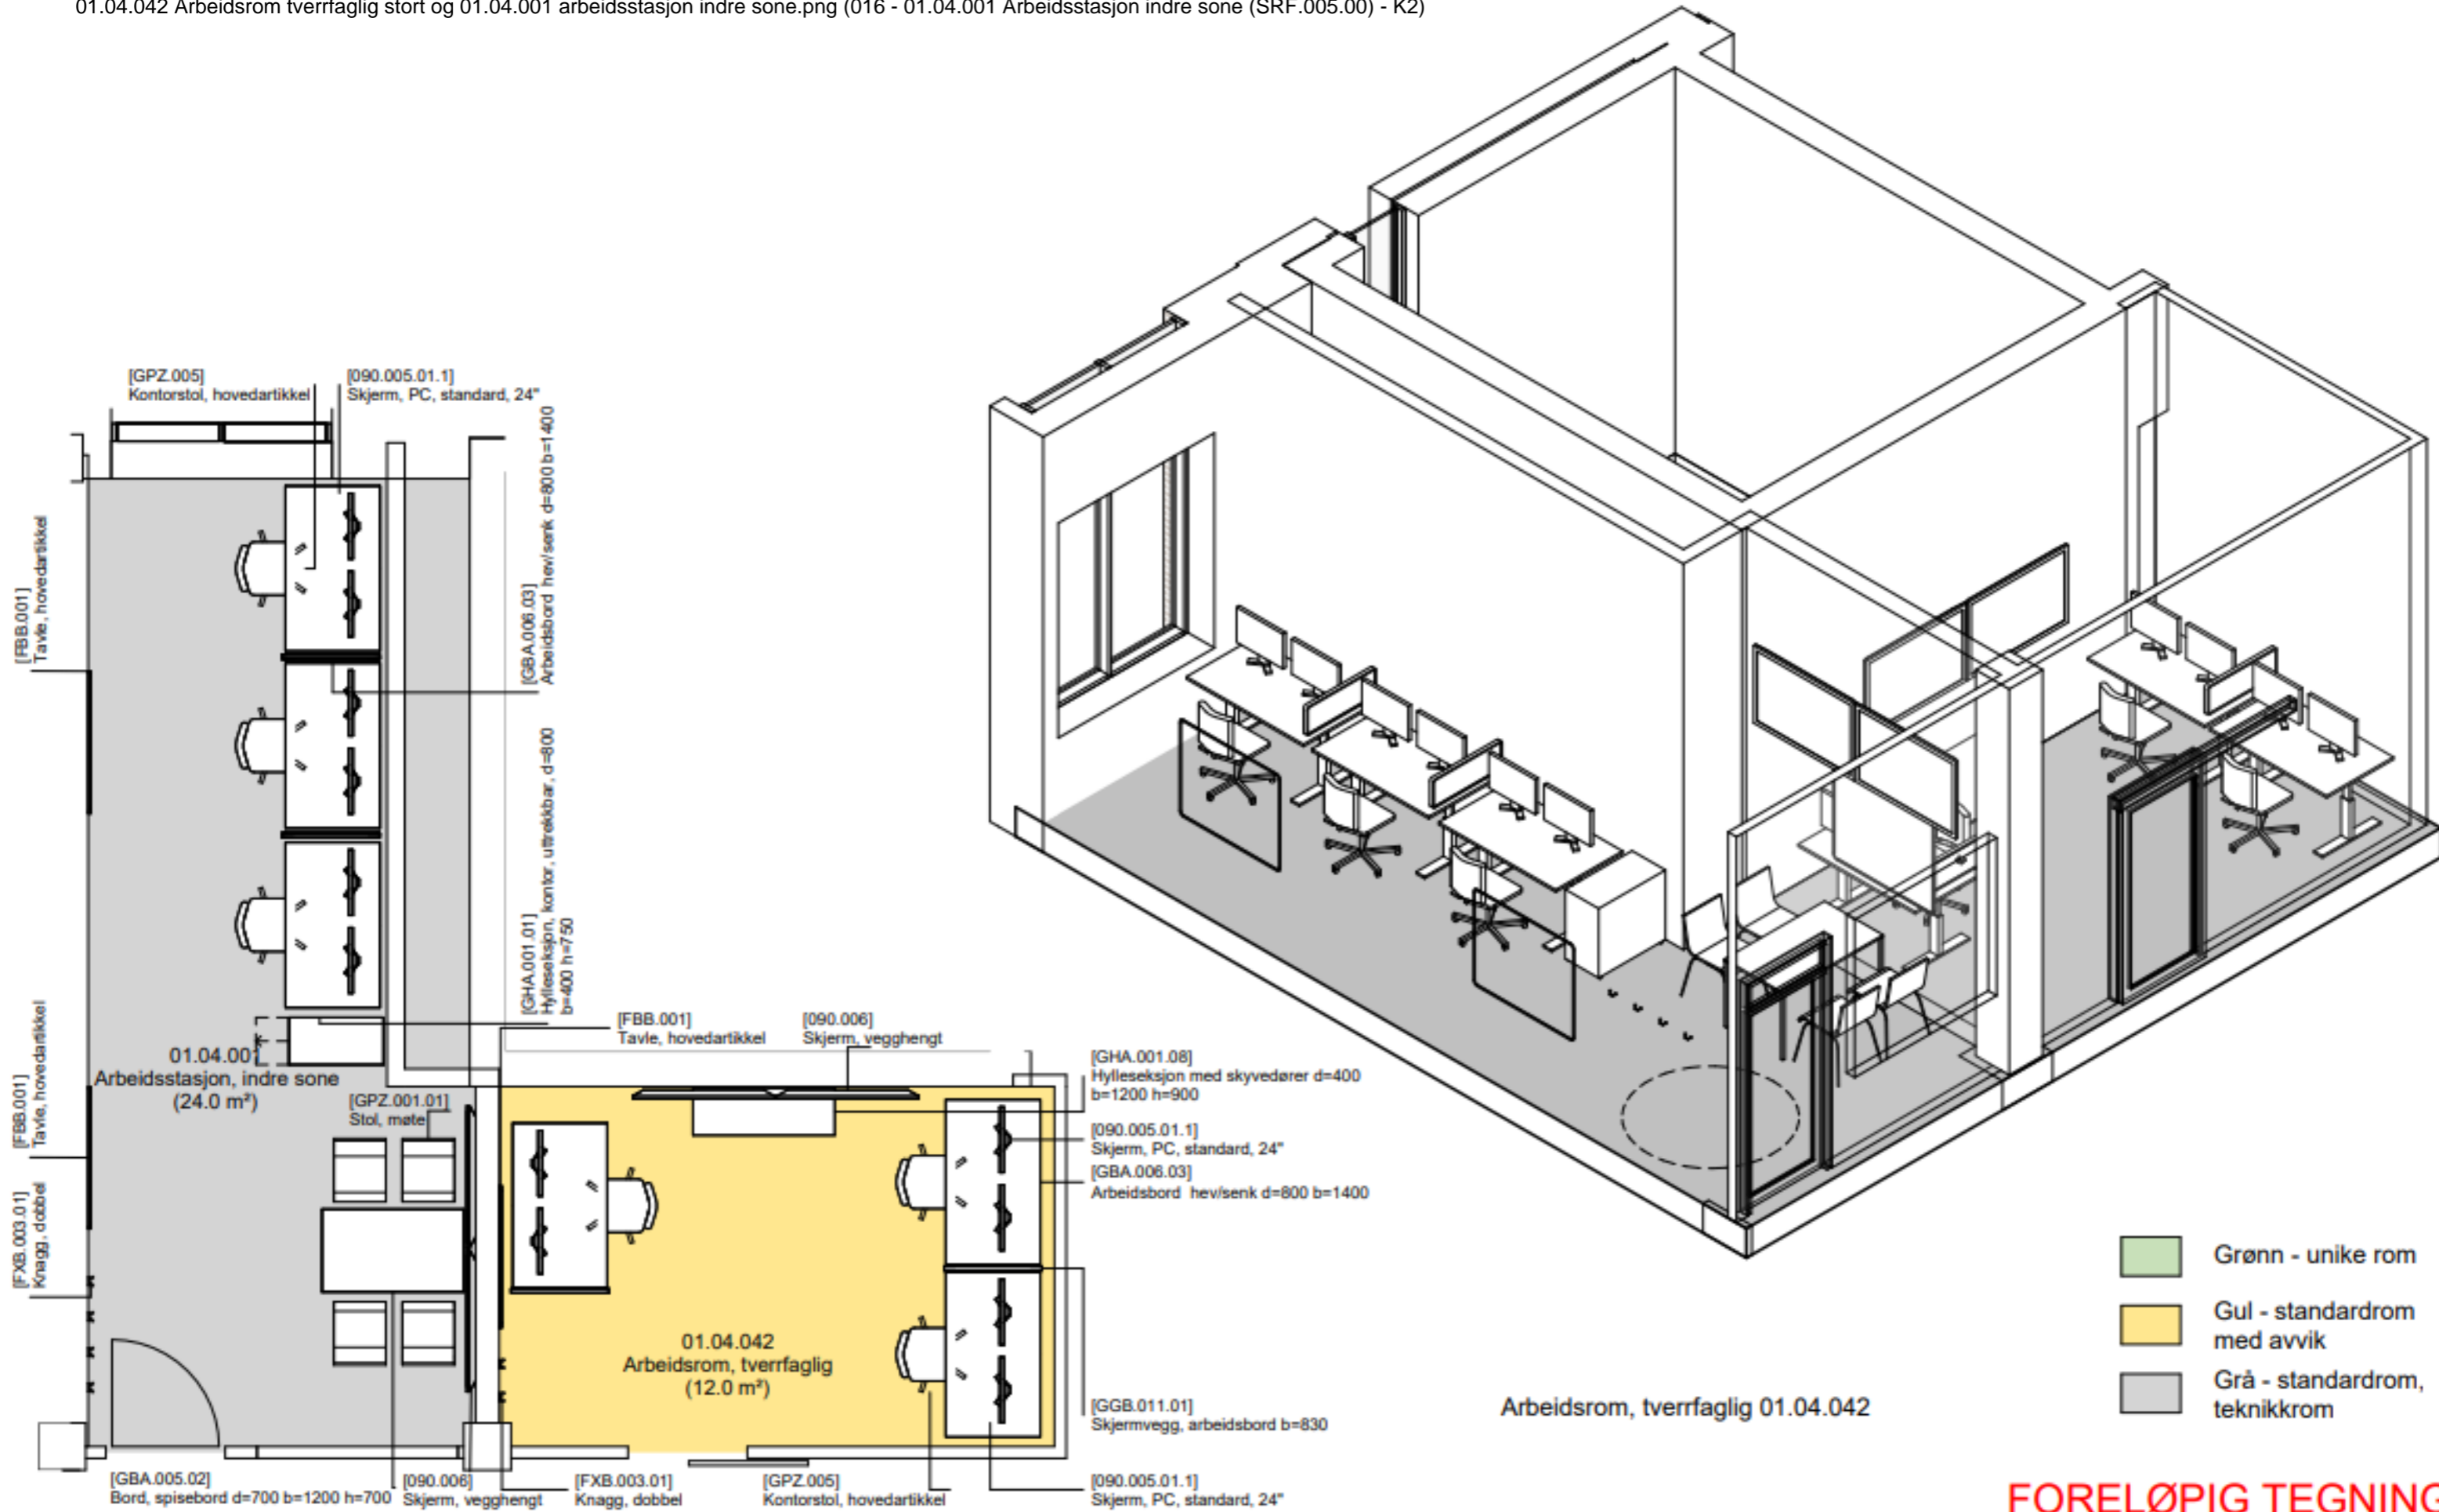 01.04.042 Arbeidsrom tverrfaglig stort og 01.04.001 arbeidsstasjon indre sone.png (016 - 01.04.001 Arbeidsstasjon indre sone (SRF.005.00) - K2)
[GPZ.005]
Kontorstol, hovedartikkel
[090.005.01.1]
Skjerm, PC, standard, 24"
[FBB.001]
Tavle, hovedartikkel
[GBA.006.03]
Arbeidsbord hev/senk d=800 b=1400
[GHA.001.01]
Hylleseksjon, kontor, uttrekkbar, d=800
b=400 h=750
[FBB.001]
Tavle, hovedartikkel
[FXB.003.01]
Knagg, dobbel
01.04.001
Arbeidsstasjon, indre sone
(24.0 m²)
[GPZ.001.01]
Stol, møte
[FBB.001]
Tavle, hovedartikkel
[090.006]
Skjerm, vegghengt
[GHA.001.08]
Hylleseksjon med skyvedører d=400
b=1200 h=900
[090.005.01.1]
Skjerm, PC, standard, 24"
[GBA.006.03]
Arbeidsbord hev/senk d=800 b=1400
01.04.042
Arbeidsrom, tverrfaglig
(12.0 m²)
[GGB.011.01]
Skjermvegg, arbeidsbord b=830
[GBA.005.02]
Bord, spisebord d=700 b=1200 h=700
[090.006]
Skjerm, vegghengt
[FXB.003.01]
Knagg, dobbel
[GPZ.005]
Kontorstol, hovedartikkel
[090.005.01.1]
Skjerm, PC, standard, 24"
Arbeidsrom, tverrfaglig 01.04.042
Grønn - unike rom
Gul - standardrom
med avvik
Grå - standardrom,
teknikkrom
FORELØPIG TEGNING